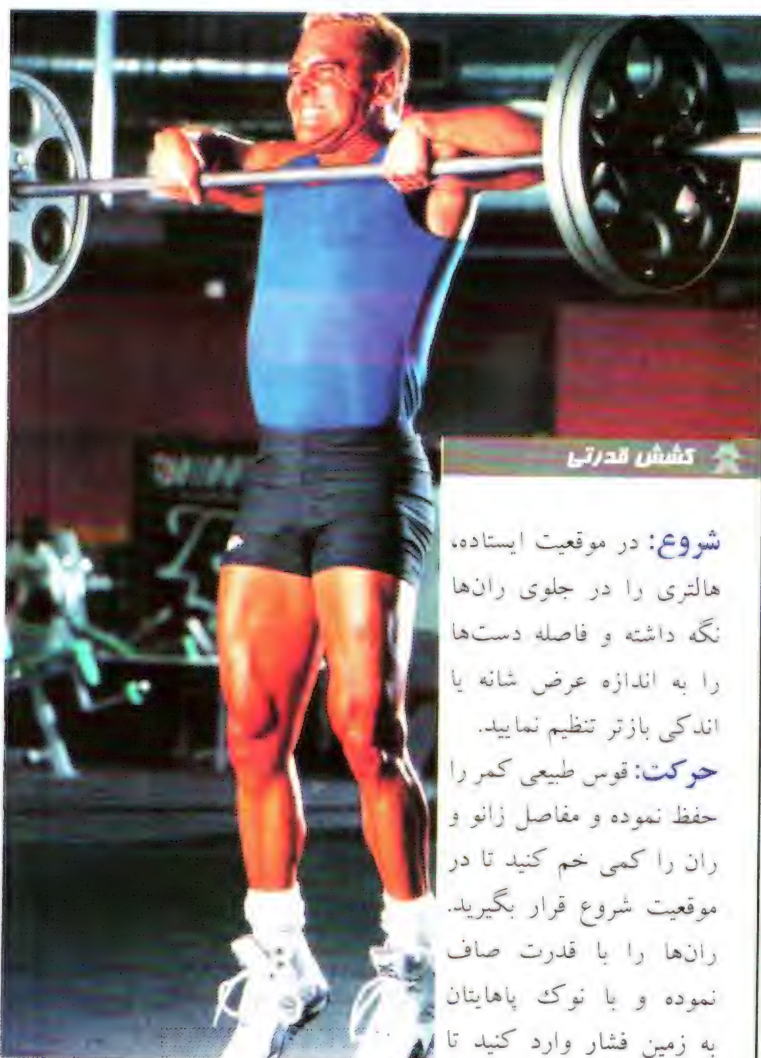 کشش قدرتی
شروع: در موقعیت ایستاده،
هالتری را در جلوی ران‌ها
نگه داشته و فاصله دست‌ها
را به اندازه عرض شانه یا
اندکی بازتر تنظیم نمایید.
حرکت: قوس طبیعی کمر را
حفظ نموده و مفاصل زانو و
ران را کمی خم کنید تا در
موقعیت شروع قرار بگیرید.
ران‌ها را با قدرت صاف
نموده و با نوک پاهایتان
به زمین فشار وارد کنید تا